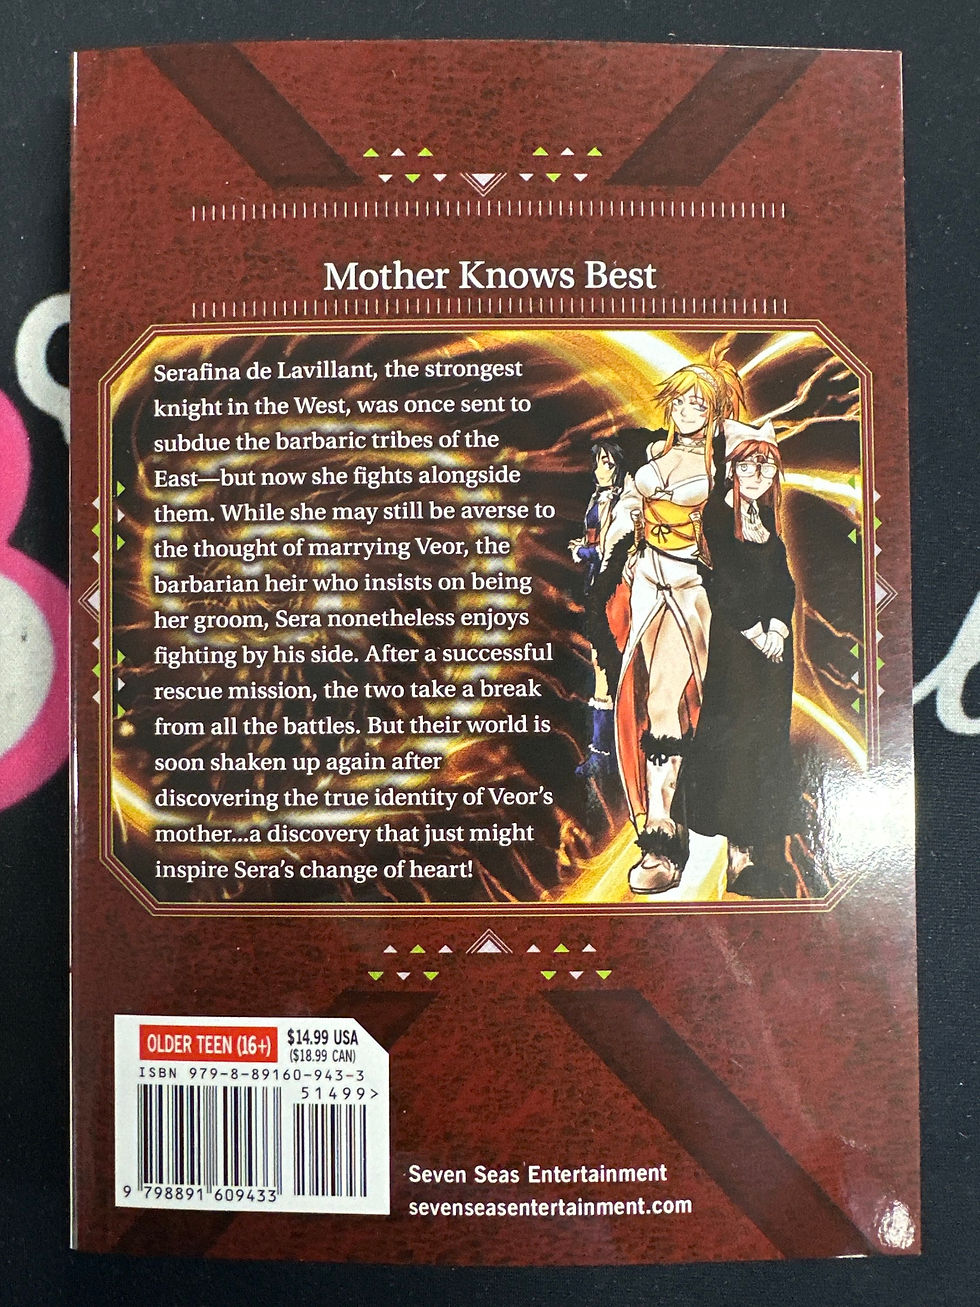 Mother Knows Best
Serafina de Lavillant, the strongest
knight in the West, was once sent to
subdue the barbaric tribes of the
East—but now she fights alongside
them. While she may still be averse to
the thought of marrying Veor, the
barbarian heir who insists on being
her groom, Sera nonetheless enjoys
fighting by his side. After a successful
rescue mission, the two take a break
from all the battles. But their world is
soon shaken up again after
discovering the true identity of Veor's
mother...a discovery that just might
inspire Sera's change of heart!
OLDER TEEN (16+)
$14.99 USA
($18.99 CAN)
ISBN 979-8-89160-943-3
51499>
9 798891 609433
Seven Seas Entertainment
sevenseasentertainment.com